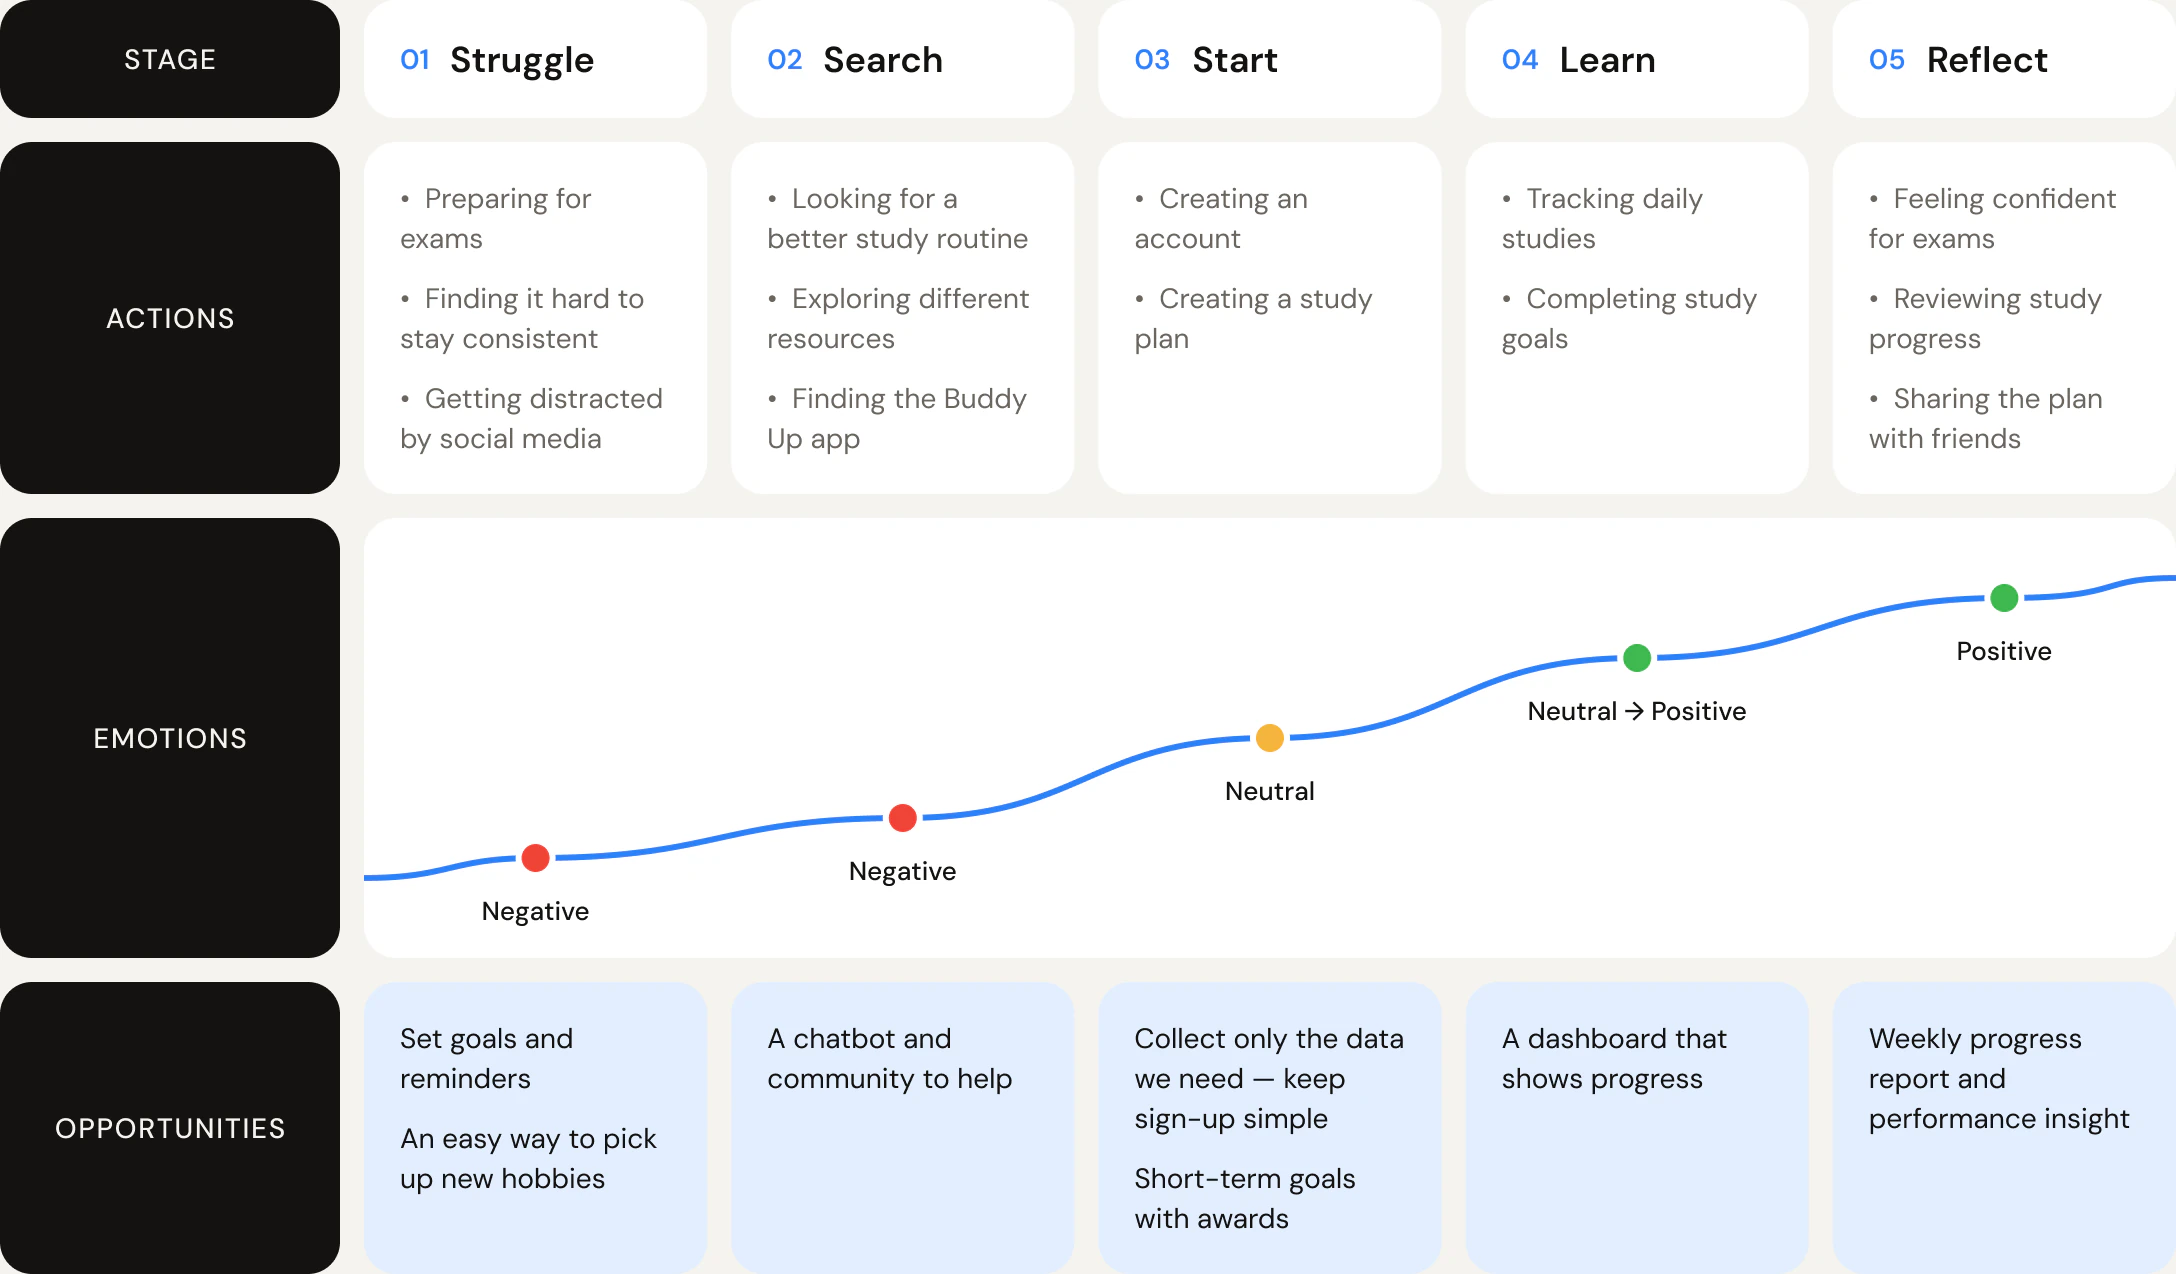 STAGE
01 Struggle
02 Search
03 Start
04 Learn
05 Reflect
ACTIONS
• Preparing for
exams
• Finding it hard to
stay consistent
• Getting distracted
by social media
• Looking for a
better study routine
• Exploring different
resources
• Finding the Buddy
Up app
• Creating an
account
• Creating a study
plan
• Tracking daily
studies
• Completing study
goals
• Feeling confident
for exams
• Reviewing study
progress
• Sharing the plan
with friends
EMOTIONS
Negative
Negative
Neutral
Neutral → Positive
Positive
OPPORTUNITIES
Set goals and
reminders
An easy way to pick
up new hobbies
A chatbot and
community to help
Collect only the data
we need — keep
sign-up simple
Short-term goals
with awards
A dashboard that
shows progress
Weekly progress
report and
performance insight